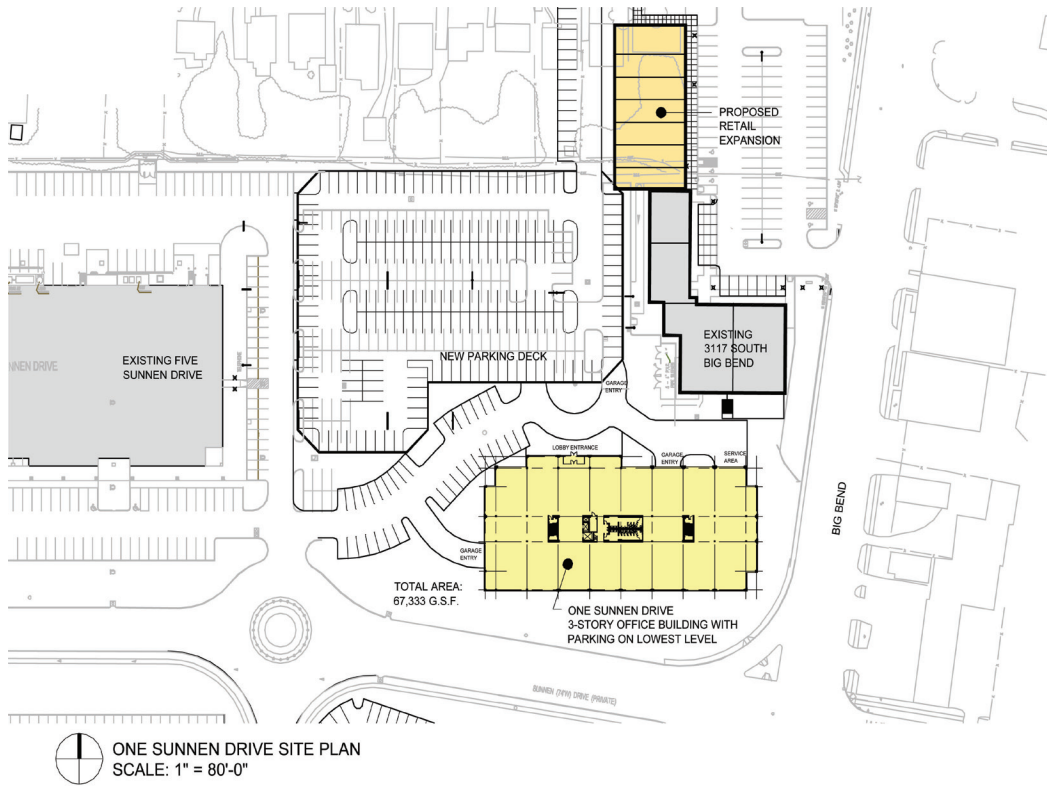 PROPOSED
RETAIL
EXPANSION
EXISTING
3117 SOUTH
BIG BEND
NNEN DRIVE
EXISTING FIVE
SUNNEN DRIVE
NEW PARKING DECK
GARAGE
ENTRY
LOBBY ENTRANCE
GARAGE
ENTRY
SERVICE
AREA
BIG BEND
GARAGE
ENTRY
TOTAL AREA:
67,333 G.S.F.
ONE SUNNEN DRIVE
3-STORY OFFICE BUILDING WITH
PARKING ON LOWEST LEVEL
SUNNEN (NEW) DRIVE (PRIVATE)
ONE SUNNEN DRIVE SITE PLAN
SCALE: 1" = 80'-0"